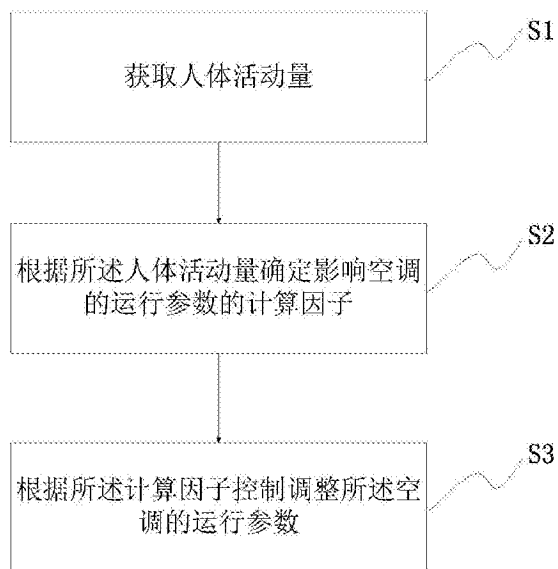 获取人体活动量
S1
根据所述人体活动量确定影响空调
的运行参数的计算因子
S2
根据所述计算因子控制调整所述空
调的运行参数
S3